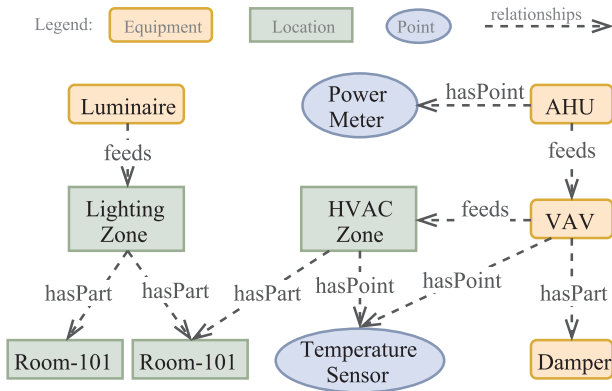 Legend: Equipment Location Point relationships
Power
Meter
hasPoint
Luminaire
AHU
feeds
feeds
Lighting
Zone
HVAC
Zone
feeds
VAV
hasPart
hasPart
hasPart
hasPoint
hasPoint
hasPart
Room-101
Room-101
Temperature
Sensor
Damper